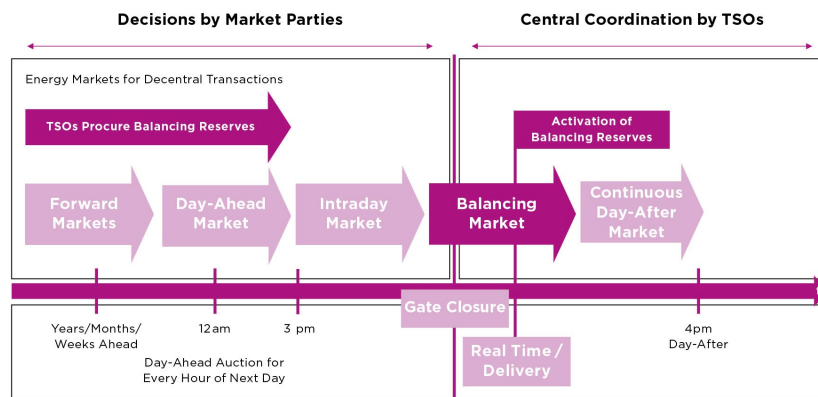 Decisions by Market Parties
Central Coordination by TSOs
Energy Markets for Decentral Transactions
TSOs Procure Balancing Reserves
Activation of
Balancing Reserves
Forward
Markets
Day-Ahead
Market
Intraday
Market
Balancing
Market
Continuous
Day-After
Market
Gate Closure
Years/Months/
Weeks Ahead
12am
3 pm
Day-Ahead Auction for
Every Hour of Next Day
Real Time /
Delivery
4pm
Day-After